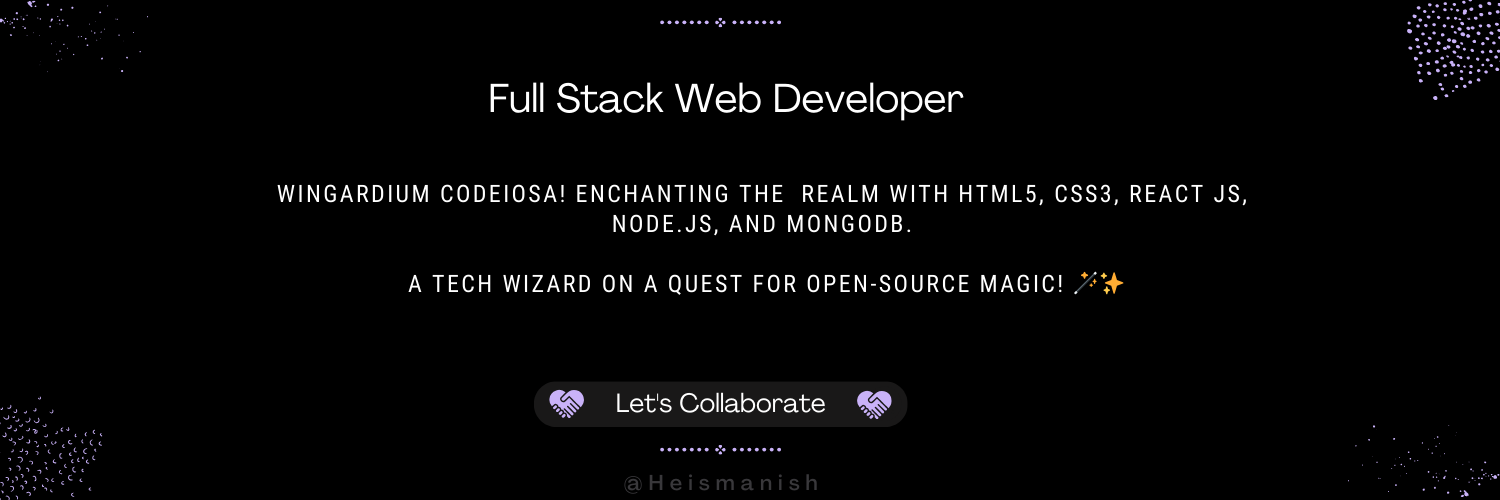 Full Stack Web Developer
WINGARDIUM CODEIOSA! ENCHANTING THE REALM WITH HTML5, CSS3, REACT JS,
NODE.JS, AND MONGODB.
A TECH WIZARD ON A QUEST FOR OPEN-SOURCE MAGIC! 🪄✨
Let's Collaborate
@Heismanish